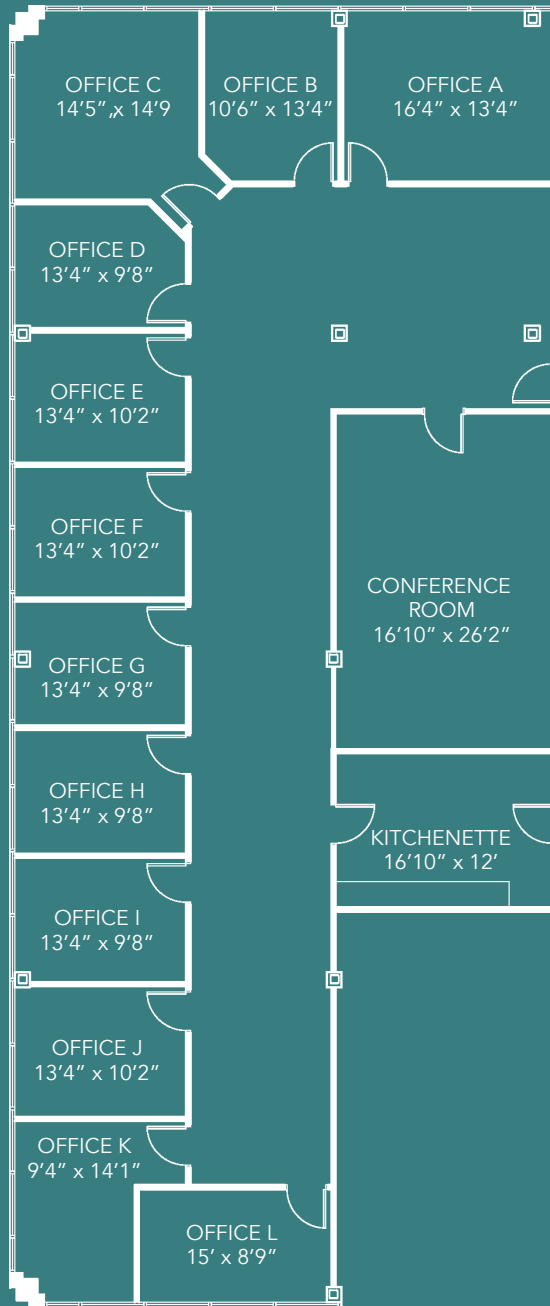 OFFICE C
14'5” „x 14'9
OFFICE B
10'6” x 13'4”
OFFICE A
16'4” x 13'4”
OFFICE D
13'4” x 9'8”
OFFICE E
13'4” x 10'2”
OFFICE F
13'4” x 10'2”
CONFERENCE
ROOM
16'10” x 26'2”
OFFICE G
13'4” x 9'8”
OFFICE H
13'4” x 9'8”
KITCHENETTE
16'10” x 12'
OFFICE I
13'4” x 9'8”
OFFICE J
13'4” x 10'2”
OFFICE K
9'4” x 14'1”
OFFICE L
15' x 8'9”